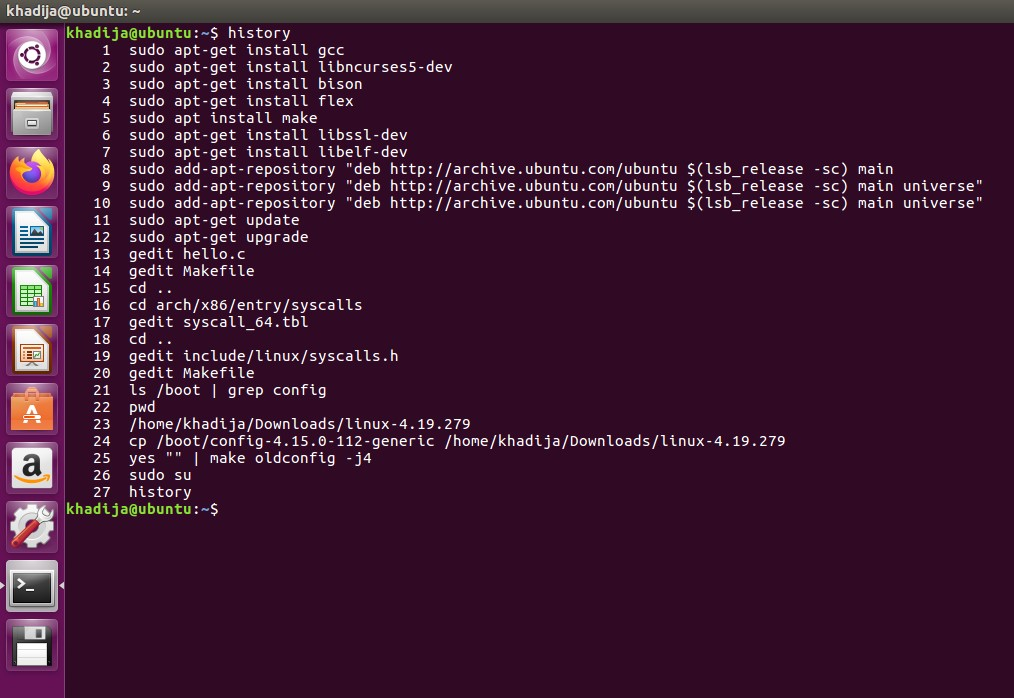 khadija@ubuntu: ~
khadija@ubuntu:~$ history
1 sudo apt-get install gcc
2 sudo apt-get install libncurses5-dev
3 sudo apt-get install bison
4 sudo apt-get install flex
5 sudo apt install make
6 sudo apt-get install libssl-dev
7 sudo apt-get install libelf-dev
8 sudo add-apt-repository "deb http://archive.ubuntu.com/ubuntu $(lsb_release -sc) main
9 sudo add-apt-repository "deb http://archive.ubuntu.com/ubuntu $(lsb_release -sc) main universe"
10 sudo add-apt-repository "deb http://archive.ubuntu.com/ubuntu $(lsb_release -sc) main universe"
11 sudo apt-get update
12 sudo apt-get upgrade
13 gedit hello.c
14 gedit Makefile
15 cd ..
16 cd arch/x86/entry/syscalls
17 gedit syscall_64.tbl
18 cd ..
19 gedit include/linux/syscalls.h
20 gedit Makefile
21 ls /boot | grep config
22 pwd
23 /home/khadija/Downloads/linux-4.19.279
24 cp /boot/config-4.15.0-112-generic /home/khadija/Downloads/linux-4.19.279
25 yes "" | make oldconfig -j4
26 sudo su
27 history
khadija@ubuntu:~$